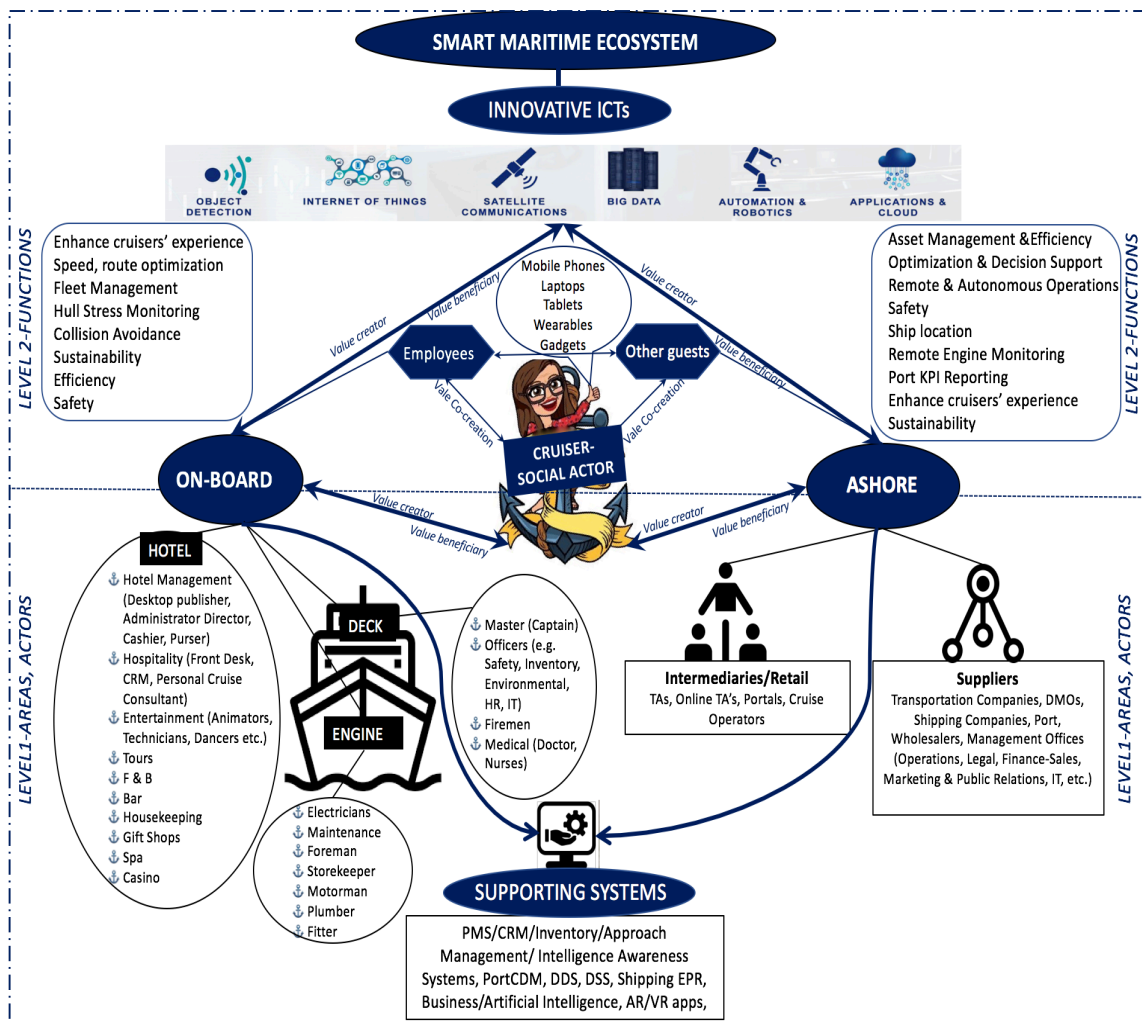 SMART MARITIME ECOSYSTEM
INNOVATIVE ICTs
OBJECT
DETECTION
INTERNET OF THINGS
SATELLITE
COMMUNICATIONS
BIG DATA
AUTOMATION &
ROBOTICS
APPLICATIONS &
CLOUD
LEVEL 2-FUNCTIONS
Enhance cruisers’ experience
Speed, route optimization
Fleet Management
Hull Stress Monitoring
Collision Avoidance
Sustainability
Efficiency
Safety
Value creator
Value beneficiary
Mobile Phones
Laptops
Tablets
Wearables
Gadgets
Value creator
Value beneficiary
Asset Management &Efficiency
Optimization & Decision Support
Remote & Autonomous Operations
Safety
Ship location
Remote Engine Monitoring
Port KPI Reporting
Enhance cruisers’ experience
Sustainability
LEVEL 2-FUNCTIONS
Employees
Other guests
Vale Co-creation
Vale Co-creation
CRUISER-
SOCIAL ACTOR
ON-BOARD
ASHORE
Value creator
Value beneficiary
Value creator
Value beneficiary
LEVEL1-AREAS, ACTORS
HOTEL
Hotel Management
(Desktop publisher,
Administrator Director,
Cashier, Purser)
Hospitality (Front Desk,
CRM, Personal Cruise
Consultant)
Entertainment (Animators,
Technicians, Dancers etc.)
Tours
F & B
Bar
Housekeeping
Gift Shops
Spa
Casino
DECK
ENGINE
Master (Captain)
Officers (e.g.
Safety, Inventory,
Environmental,
HR, IT)
Firemen
Medical (Doctor,
Nurses)
Electricians
Maintenance
Foreman
Storekeeper
Motorman
Plumber
Fitter
Intermediaries/Retail
TAs, Online TA’s, Portals, Cruise
Operators
Suppliers
Transportation Companies, DMOs,
Shipping Companies, Port,
Wholesalers, Management Offices
(Operations, Legal, Finance-Sales,
Marketing & Public Relations, IT, etc.)
LEVEL1-AREAS, ACTORS
SUPPORTING SYSTEMS
PMS/CRM/Inventory/Approach
Management/ Intelligence Awareness
Systems, PortCDM, DDS, DSS, Shipping EPR,
Business/Artificial Intelligence, AR/VR apps,